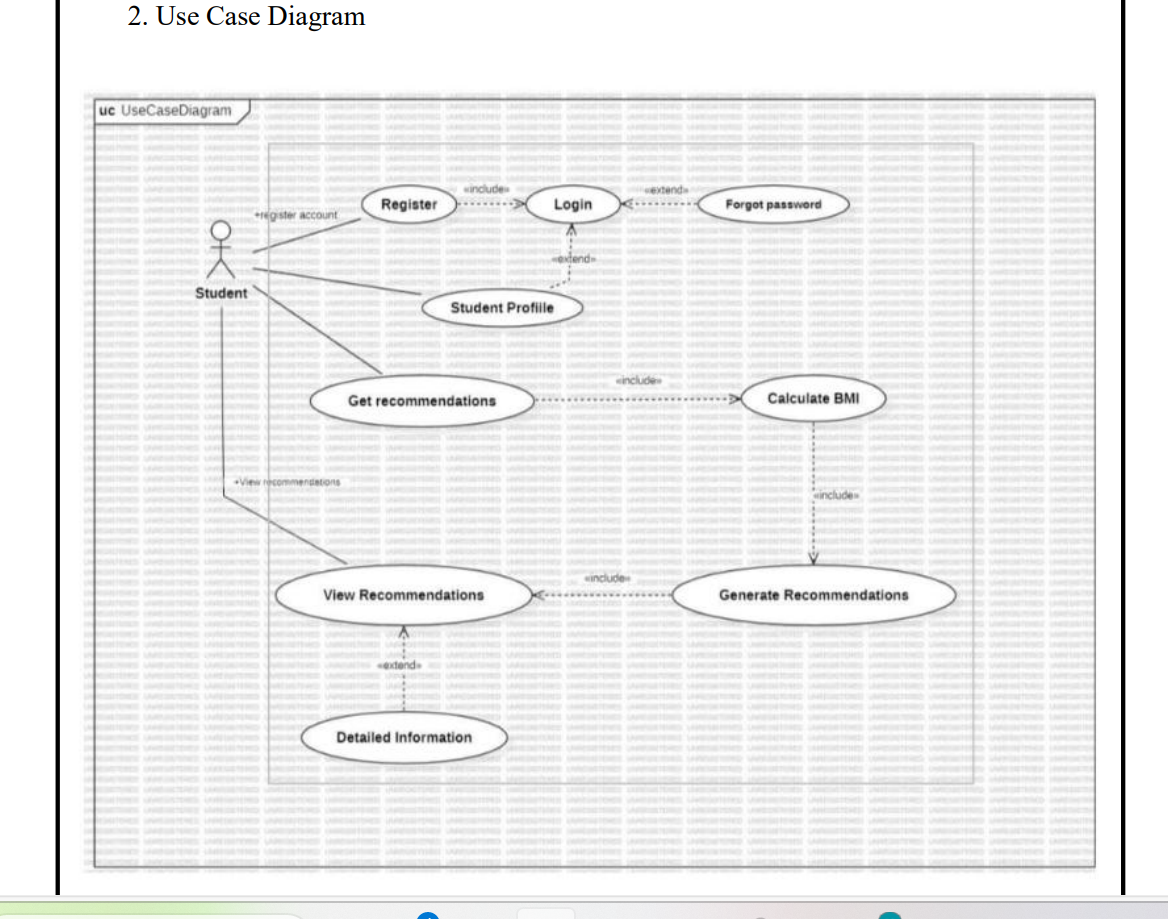 2. Use Case Diagram
uc UseCaseDiagram
«include»
«extend»
Register
Login
Forgot password
+register account
«extend»
Student
Student Profiile
«include»
Get recommendations
Calculate BMI
+View recommendations
«include»
«include»
View Recommendations
Generate Recommendations
«extend»
Detailed Information